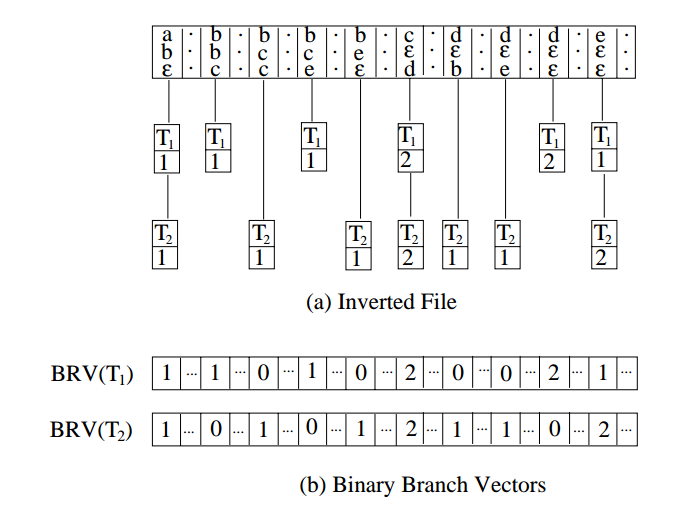 a · b · b · b · b · c · d · d · d · e ·
b · b · c · c · e · ε · ε · ε · ε · ε ·
ε · c · c · e · ε · d · b · e · ε · ε ·
T₁ T₁ T₁ T₁ T₁ T₁
1 1 1 2 2 1
T₂ T₂ T₂ T₂ T₂ T₂ T₂
1 1 1 2 1 1 2
(a) Inverted File
BRV(T₁) 1 ... 1 ... 0 ... 1 ... 0 ... 2 ... 0 ... 0 ... 2 ... 1 ...
BRV(T₂) 1 ... 0 ... 1 ... 0 ... 1 ... 2 ... 1 ... 1 ... 0 ... 2 ...
(b) Binary Branch Vectors